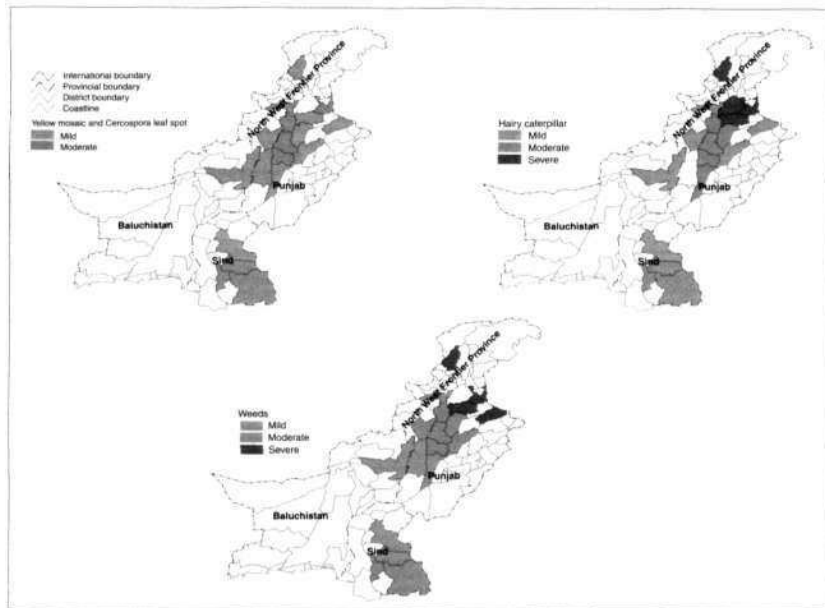 North West Frontier Province
International boundary
Provincial boundary
District boundary
Coastline
Yellow mosaic and Cercospora leaf spot
Mild
Moderate
Punjab
Baluchistan
Sind
North West Frontier Province
Hairy caterpillar
Mild
Moderate
Severe
Punjab
Baluchistan
Sind
North West Frontier Province
Weeds
Mild
Moderate
Severe
Punjab
Baluchistan
Sind